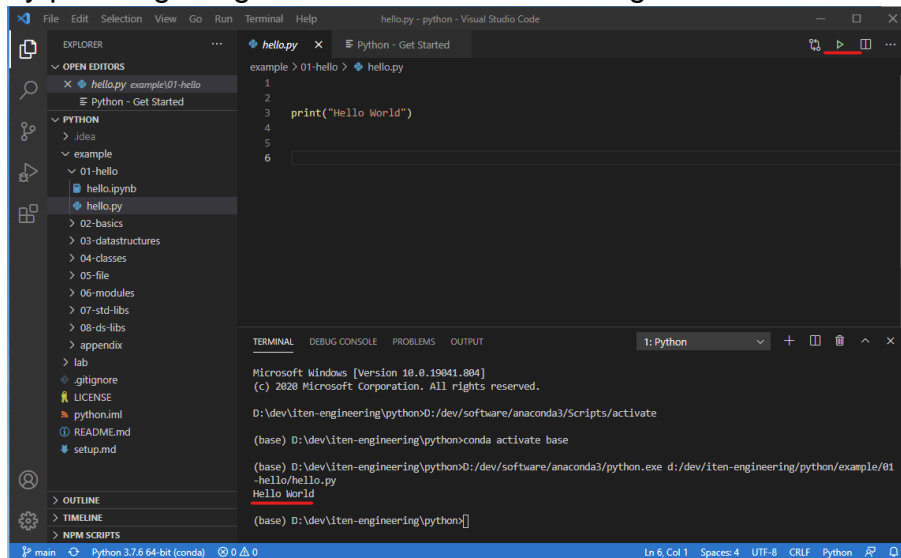 File Edit Selection View Go Run Terminal Help hello.py - python - Visual Studio Code
EXPLORER
OPEN EDITORS
hello.py example\01-hello
Python - Get Started
PYTHON
.idea
example
01-hello
hello.ipynb
hello.py
02-basics
03-datastructures
04-classes
05-file
06-modules
07-std-libs
08-ds-libs
appendix
lab
.gitignore
LICENSE
python.iml
README.md
setup.md
OUTLINE
TIMELINE
NPM SCRIPTS
hello.py Python - Get Started
example > 01-hello > hello.py
1
2
3 print("Hello World")
4
5
6
TERMINAL DEBUG CONSOLE PROBLEMS OUTPUT 1: Python
Microsoft Windows [Version 10.0.19041.804]
(c) 2020 Microsoft Corporation. All rights reserved.
D:\dev\iten-engineering\python>D:/dev/software/anaconda3/Scripts/activate
(base) D:\dev\iten-engineering\python>conda activate base
(base) D:\dev\iten-engineering\python>D:/dev/software/anaconda3/python.exe d:/dev/iten-engineering/python/example/01
-hello/hello.py
Hello World
(base) D:\dev\iten-engineering\python>
main Python 3.7.6 64-bit (conda) 0 0 Ln 6, Col 1 Spaces: 4 UTF-8 CRLF Python